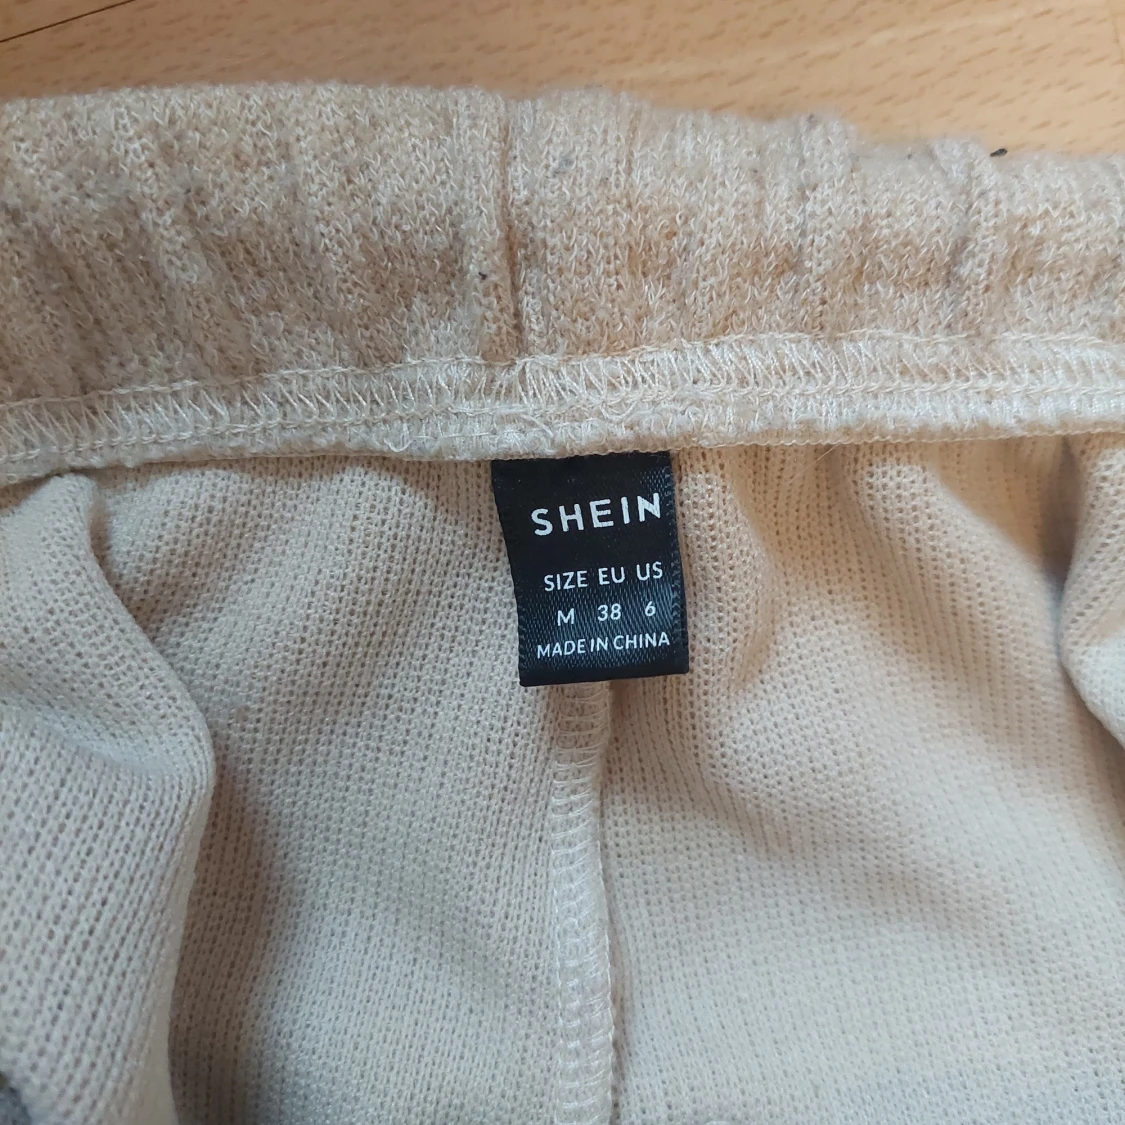 SHEIN
SIZE EU US
M 38 6
MADE IN CHINA